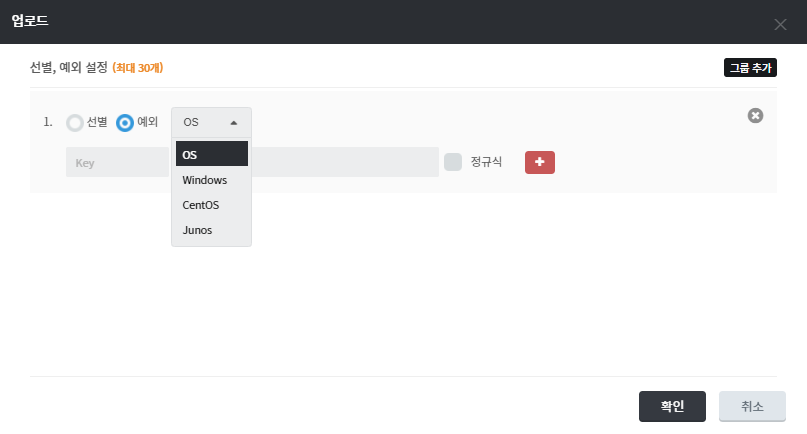 업로드
선별, 예외 설정 (최대 30개)
그룹 추가
1. 선별 예외 OS
Key 정규식
OS
Windows
CentOS
Junos
확인 취소